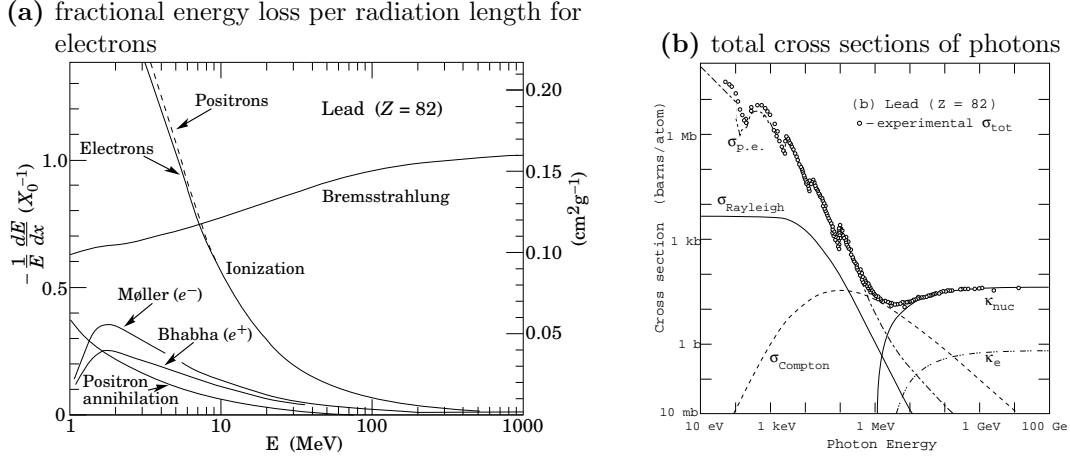 (a) fractional energy loss per radiation length for
electrons
Positrons
Lead (Z = 82)
Electrons
Bremsstrahlung
Ionization
Møller (e−)
Bhabha (e+)
Positron
annihilation
−1/E dE/dx (X0−1)
1.0
0.5
0
(cm2g−1)
0.20
0.15
0.10
0.05
0.00
1 10 100 1000
E (MeV)
(b) total cross sections of photons
(b) Lead (Z = 82)
−experimental σtot
σp.e.
σRayleigh
σCompton
κnuc
κe
Cross section (barns/atom)
1 Mb
1 kb
1 b
10 mb
10 eV 1 keV 1 MeV 1 GeV 100 Ge
Photon Energy